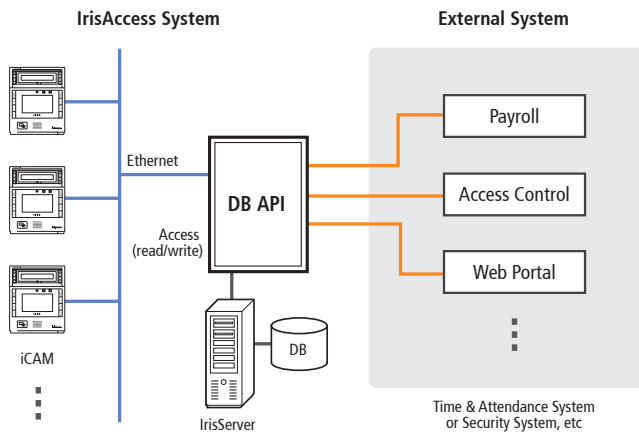 IrisAccess System
External System
Payroll
Ethernet
DB API
Access Control
Access
(read/write)
Web Portal
iCAM
DB
IrisServer
Time & Attendance System
or Security System, etc